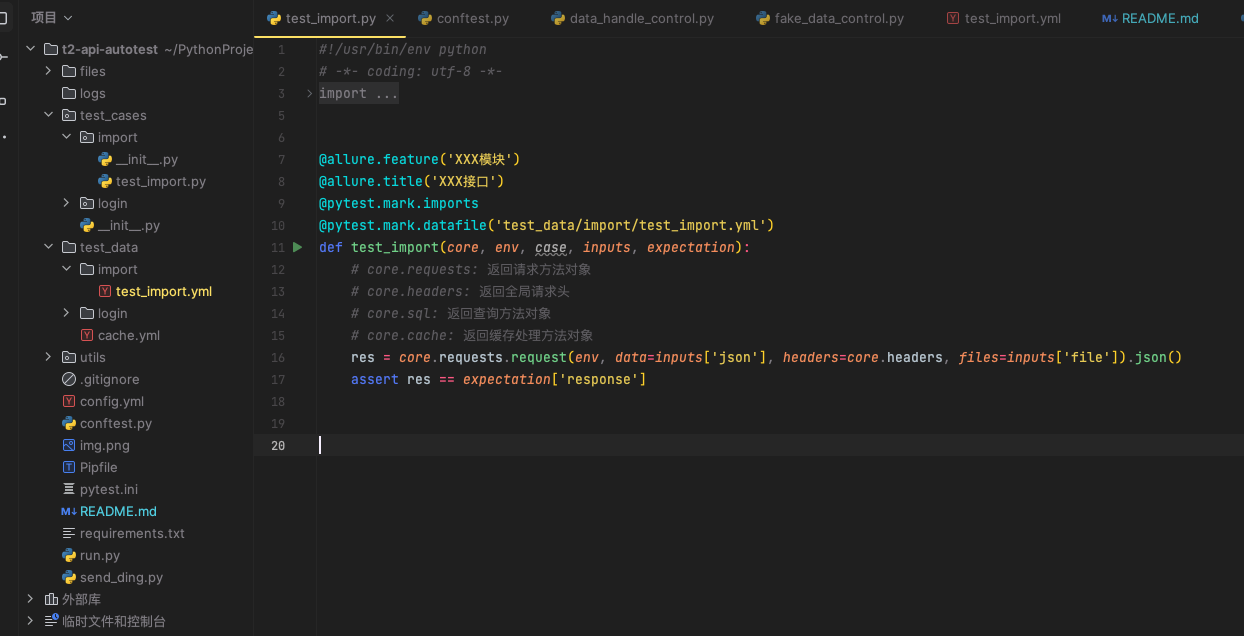 项目
test_import.py
conftest.py
data_handle_control.py
fake_data_control.py
test_import.yml
README.md
t2-api-autotest ~/PythonProje
files
logs
test_cases
import
__init__.py
test_import.py
login
__init__.py
test_data
import
test_import.yml
login
cache.yml
utils
.gitignore
config.yml
conftest.py
img.png
Pipfile
pytest.ini
README.md
requirements.txt
run.py
send_ding.py
外部库
临时文件和控制台
1 #!/usr/bin/env python
2 # -*- coding: utf-8 -*-
3 import ...
5
6
7 @allure.feature('XXX模块')
8 @allure.title('XXX接口')
9 @pytest.mark.imports
10 @pytest.mark.datafile('test_data/import/test_import.yml')
11 def test_import(core, env, case, inputs, expectation):
12     # core.requests: 返回请求方法对象
13     # core.headers: 返回全局请求头
14     # core.sql: 返回查询方法对象
15     # core.cache: 返回缓存处理方法对象
16     res = core.requests.request(env, data=inputs['json'], headers=core.headers, files=inputs['file']).json()
17     assert res == expectation['response']
18
19
20